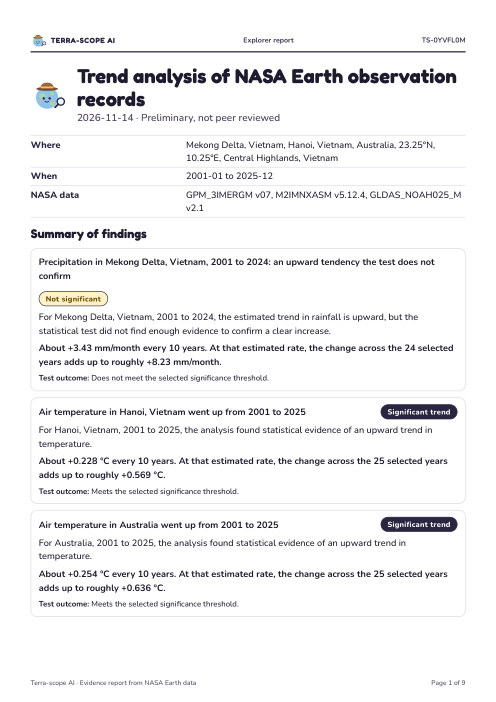 TERRA-SCOPE AI
Explorer report
TS-0YVFL0M
Trend analysis of NASA Earth observation
records
2026-11-14 · Preliminary, not peer reviewed
Where
Mekong Delta, Vietnam, Hanoi, Vietnam, Australia, 23.25°N,
10.25°E, Central Highlands, Vietnam
When
2001-01 to 2025-12
NASA data
GPM_3IMERGM v07, M2IMNXASM v5.12.4, GLDAS_NOAH025_M
v2.1
Summary of findings
Precipitation in Mekong Delta, Vietnam, 2001 to 2024: an upward tendency the test does not
confirm
Not significant
For Mekong Delta, Vietnam, 2001 to 2024, the estimated trend in rainfall is upward, but the
statistical test did not find enough evidence to confirm a clear increase.
About +3.43 mm/month every 10 years. At that estimated rate, the change across the 24 selected
years adds up to roughly +8.23 mm/month.
Test outcome: Does not meet the selected significance threshold.
Air temperature in Hanoi, Vietnam went up from 2001 to 2025
Significant trend
For Hanoi, Vietnam, 2001 to 2025, the analysis found statistical evidence of an upward trend in
temperature.
About +0.228 °C every 10 years. At that estimated rate, the change across the 25 selected years
adds up to roughly +0.569 °C.
Test outcome: Meets the selected significance threshold.
Air temperature in Australia went up from 2001 to 2025
Significant trend
For Australia, 2001 to 2025, the analysis found statistical evidence of an upward trend in
temperature.
About +0.254 °C every 10 years. At that estimated rate, the change across the 25 selected years
adds up to roughly +0.636 °C.
Test outcome: Meets the selected significance threshold.
Terra-scope AI · Evidence report from NASA Earth data
Page 1 of 9